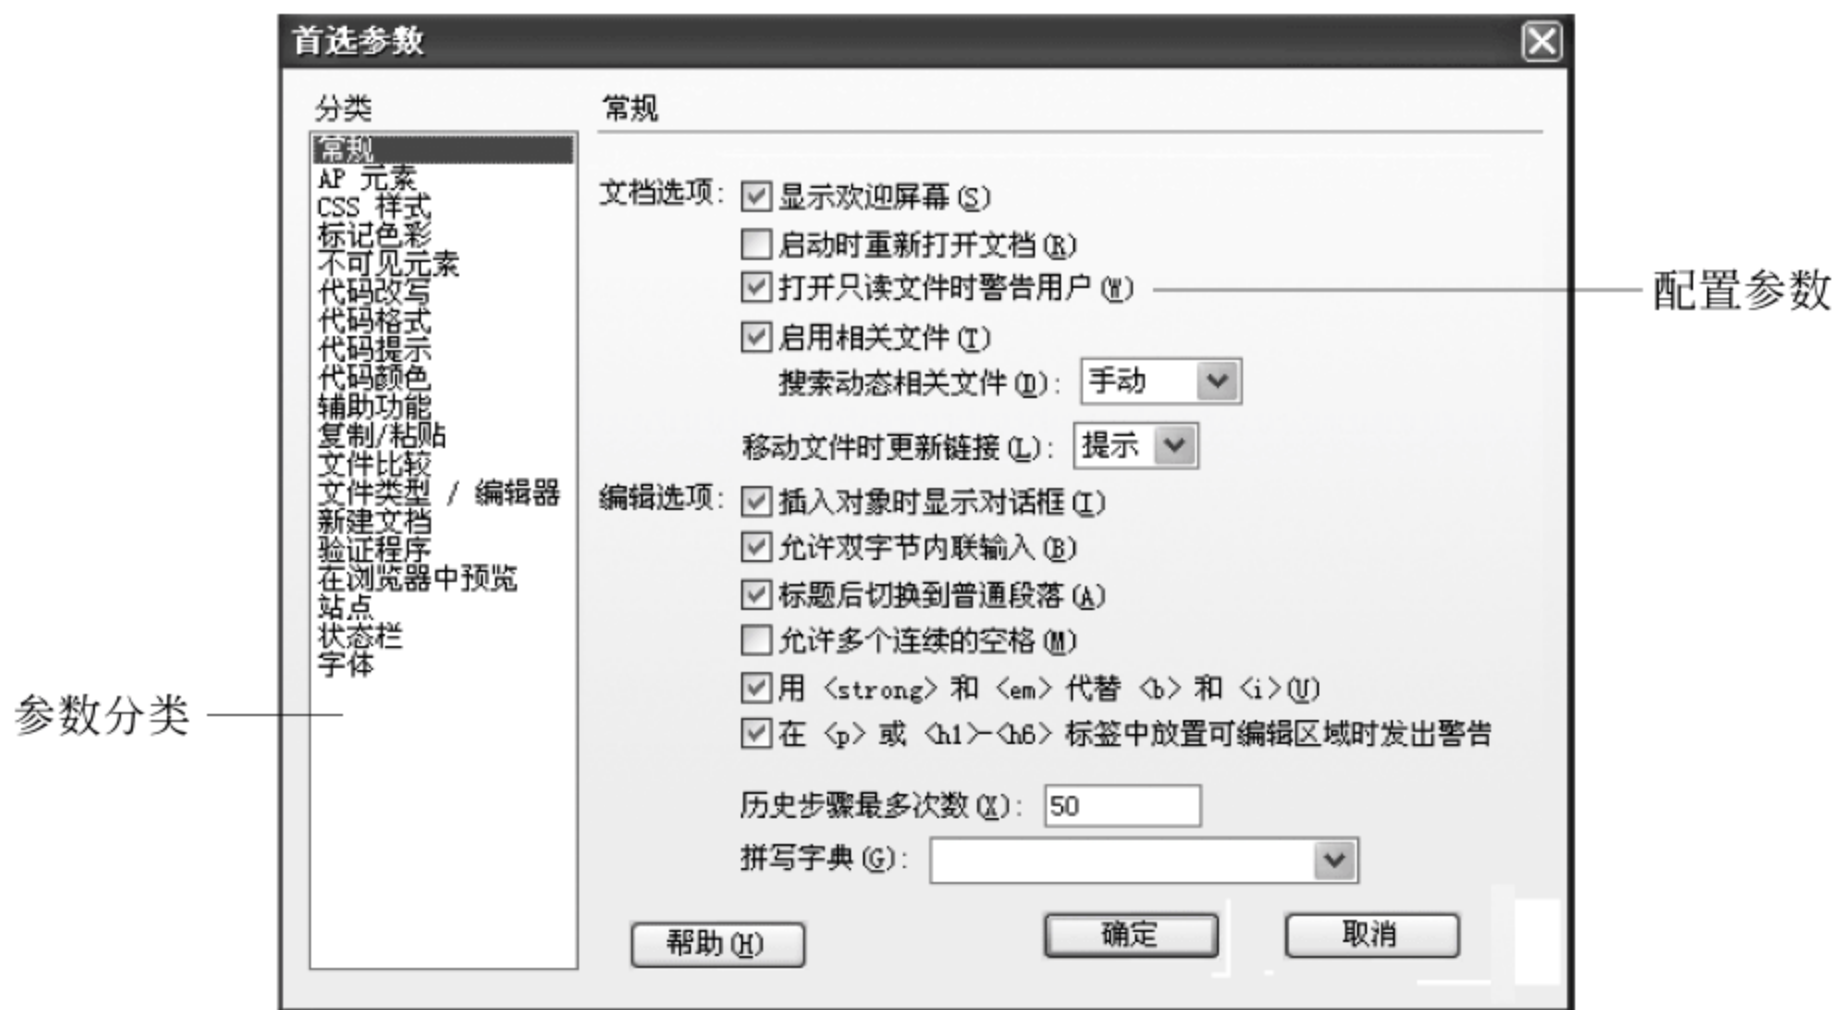 首选参数
分类
常规
AP 元素
CSS 样式
标记色彩
不可见元素
代码改写
代码格式
代码提示
代码颜色
辅助功能
复制/粘贴
文件比较
文件类型 / 编辑器
新建文档
验证程序
在浏览器中预览
站点
状态栏
字体
参数分类
常规
文档选项: 显示欢迎屏幕(S)
启动时重新打开文档(R)
打开只读文件时警告用户(W)
配置参数
启用相关文件(T)
搜索动态相关文件(D): 手动
移动文件时更新链接(L): 提示
编辑选项: 插入对象时显示对话框(I)
允许双字节内联输入(B)
标题后切换到普通段落(A)
允许多个连续的空格(M)
用 <strong> 和 <em> 代替 <b> 和 <i>(U)
在 <p> 或 <h1>-<h6> 标签中放置可编辑区域时发出警告
历史步骤最多次数(X): 50
拼写字典(G):
帮助(H)
确定
取消